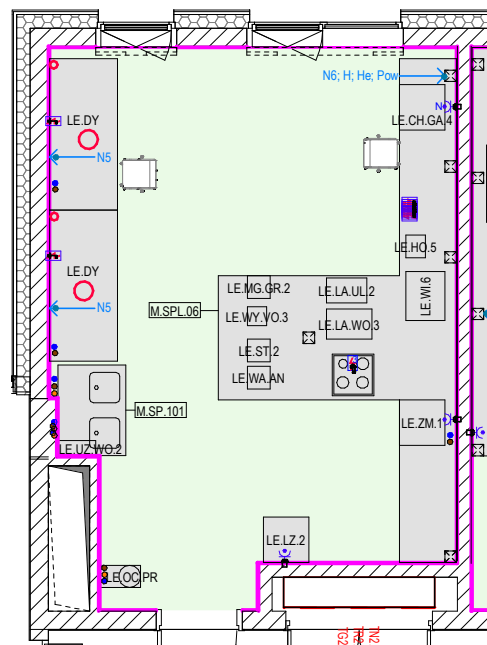 N6; H; He; Pow
LE.DY
N
LE.CH.GA.4
N5
LE.HO.5
LE.DY
LE.MG.GR.2
LE.LA.UL.2
LE.WI.6
N5
M.SPL.06
LE.WY.VO.3
LE.LA.WO.3
LE.ST.2
LE.WA.AN
M.SP.101
LE.ZM.1
LE.UZ.WO.2
LE.LZ.2
LE.OC.PR
TG2
TR2
TN2